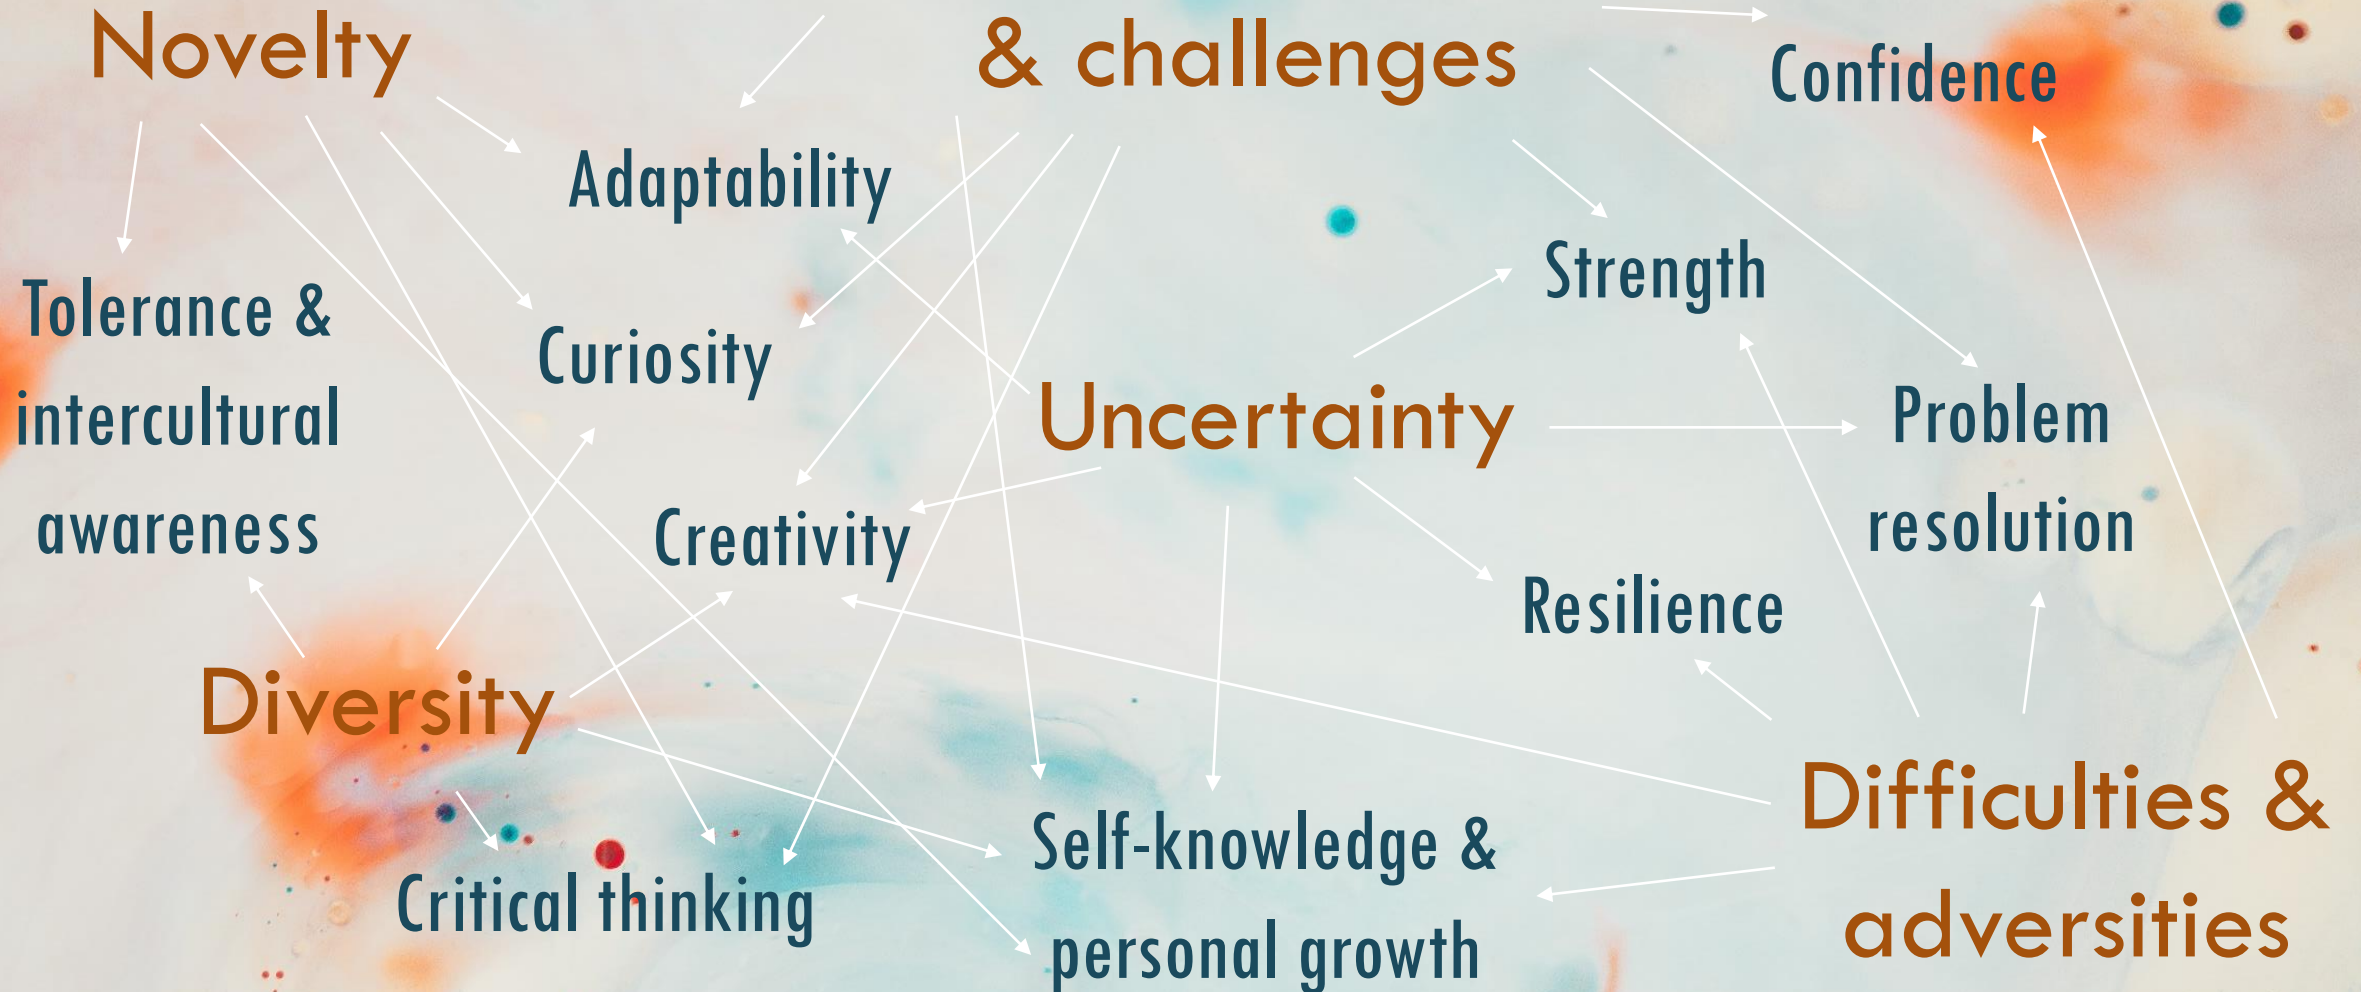 Novelty
& challenges
Confidence
Adaptability
Strength
Tolerance &
intercultural
awareness
Curiosity
Uncertainty
Problem
resolution
Creativity
Resilience
Diversity
Difficulties &
adversities
Self-knowledge &
personal growth
Critical thinking